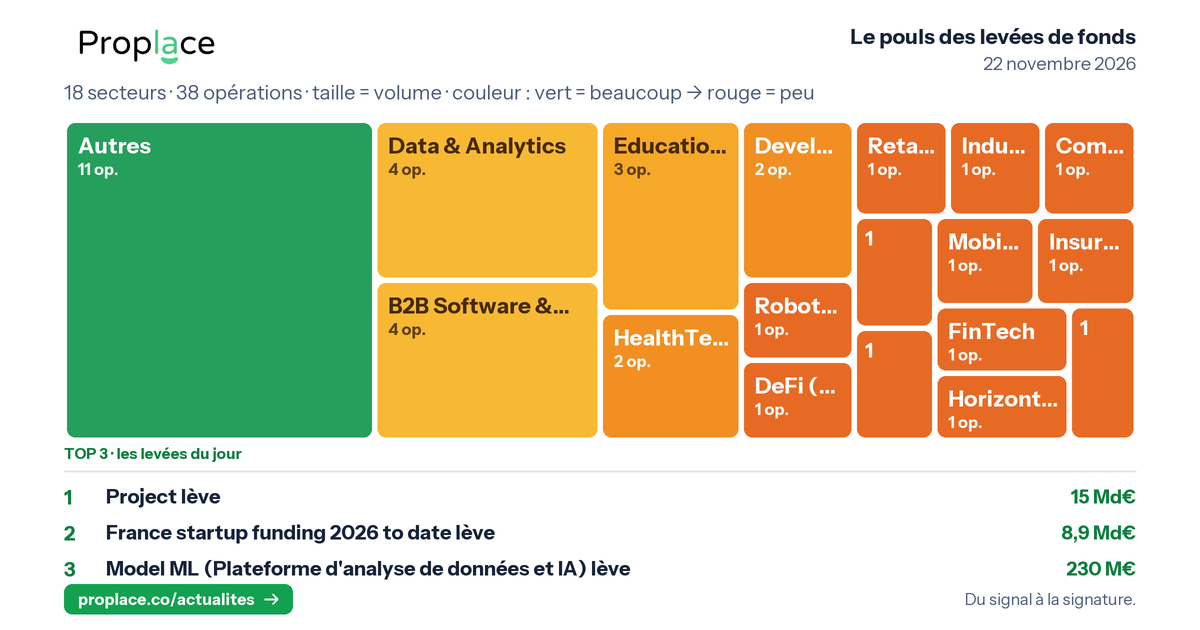 Proplace
Le pouls des levées de fonds
22 novembre 2026
18 secteurs · 38 opérations · taille = volume · couleur : vert = beaucoup → rouge = peu
Autres
11 op.
Data & Analytics
4 op.
B2B Software &...
4 op.
Educatio...
3 op.
HealthTe...
2 op.
Devel...
2 op.
Robot...
1 op.
DeFi (...
1 op.
Reta...
1 op.
Indu...
1 op.
Com...
1 op.
1
1
Mobi...
1 op.
Insur...
1 op.
FinTech
1 op.
Horizont...
1 op.
1
TOP 3 · les levées du jour
1 Project lève 15 Md€
2 France startup funding 2026 to date lève 8,9 Md€
3 Model ML (Plateforme d'analyse de données et IA) lève 230 M€
proplace.co/actualites →
Du signal à la signature.